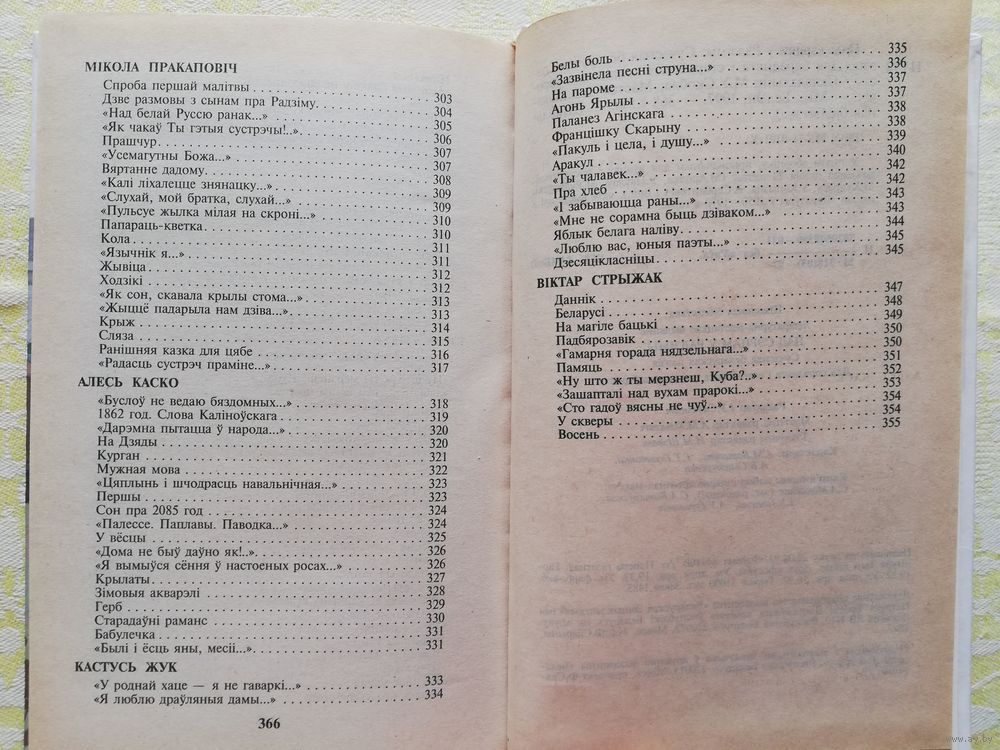 МІКОЛА ПРАКАПОВІЧ
Спроба першай малітвы . . . 303
Дзве размовы з сынам пра Радзіму. . . . 304
«Над белай Руссю ранак...» . . . 305
«Як чакаў Ты гэтыя сустрэчы!..» . . . 306
Прашчур. . . . 307
«Усемагутны Божа...» . . . 307
Вяртанне дадому. . . . 308
«Калі ліхалецце знянацку...» . . . 309
«Слухай, мой братка, слухай...» . . . 309
«Пульсуе жылка мілая на скроні...» . . . 310
Папараць-кветка. . . . 310
Кола . . . 311
«Язычнік я...» . . . 311
Жывіца . . . 312
Ходзікі . . . 312
«Як сон, скавала крылы стома...» . . . 313
«Жыццё падарыла нам дзіва...» . . . 313
Крыж . . . 314
Сляза . . . 315
Ранішняя казка для цябе . . . 316
«Радасць сустрэч праміне...» . . . 317
АЛЕСЬ КАСКО
«Буслоў не ведаю бяздомных...» . . . 318
1862 год. Слова Каліноўскага . . . 319
«Дарэмна пытацца ў народа...» . . . 320
На Дзяды . . . 320
Курган . . . 321
Мужная мова . . . 322
«Цяплынь і шчодрасць навальнічная...» . . . 323
Першы . . . 323
Сон пра 2085 год . . . 324
«Палессе. Паплавы. Паводка...» . . . 324
У вёсцы . . . 325
«Дома не быў даўно як!..». . . . 326
«Я вымыўся сёння ў настоеных росах...» . . . 326
Крылаты . . . 327
Зімовыя акварэлі . . . 328
Герб . . . 329
Старадаўні раманс . . . 330
Бабулечка . . . 331
«Былі і ёсць яны, месіі...». . . . 331
КАСТУСЬ ЖУК
«У роднай хаце — я не гаваркі...» . . . 333
«Я люблю драўляныя дамы...» . . . 334
366
Белы боль . . . 335
«Зазвінела песні струна...» . . . 336
На пароме . . . 337
Агонь Ярылы . . . 337
Паланез Агінскага . . . 338
Францішку Скарыну . . . 338
«Пакуль і цела, і душу...» . . . 339
Аракул . . . 340
«Ты чалавек...» . . . 342
Пра хлеб . . . 342
«І забываюцца раны...» . . . 343
«Мне не сорамна быць дзіваком...» . . . 343
Яблык белага наліву. . . . 344
«Люблю вас, юныя паэты...» . . . 345
Дзесяцікласніцы . . . 345
ВІКТАР СТРЫЖАК
Даннік . . . 347
Беларусі . . . 348
На магіле бацькі . . . 349
Падбярозавік . . . 350
«Гамарня горада нядзельнага...» . . . 350
Памяць . . . 351
«Ну што ж ты мерзнеш, Куба?..». . . . 352
«Зашапталі над вухам прарокі...» . . . 353
«Сто гадоў вясны не чуў...» . . . 354
У скверы . . . 354
Восень . . . 355
www.ay.by